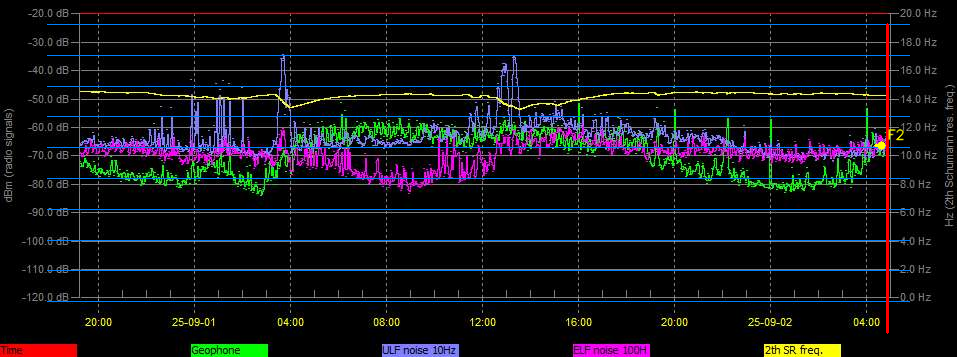 -20.0 dB 20.0 Hz
-30.0 dB 18.0 Hz
-40.0 dB 16.0 Hz
-50.0 dB 14.0 Hz
-60.0 dB 12.0 Hz
F2
-70.0 dB 10.0 Hz
-80.0 dB 8.0 Hz
-90.0 dB 6.0 Hz
-100.0 dB 4.0 Hz
-110.0 dB 2.0 Hz
-120.0 dB 0.0 Hz
dBm (radio signals)
Hz (2th Schumann res. freq.)
20:00 25-09-01 04:00 08:00 12:00 16:00 20:00 25-09-02 04:00
Time Geophone ULF noise 10Hz ELF noise 100H 2th SR freq.